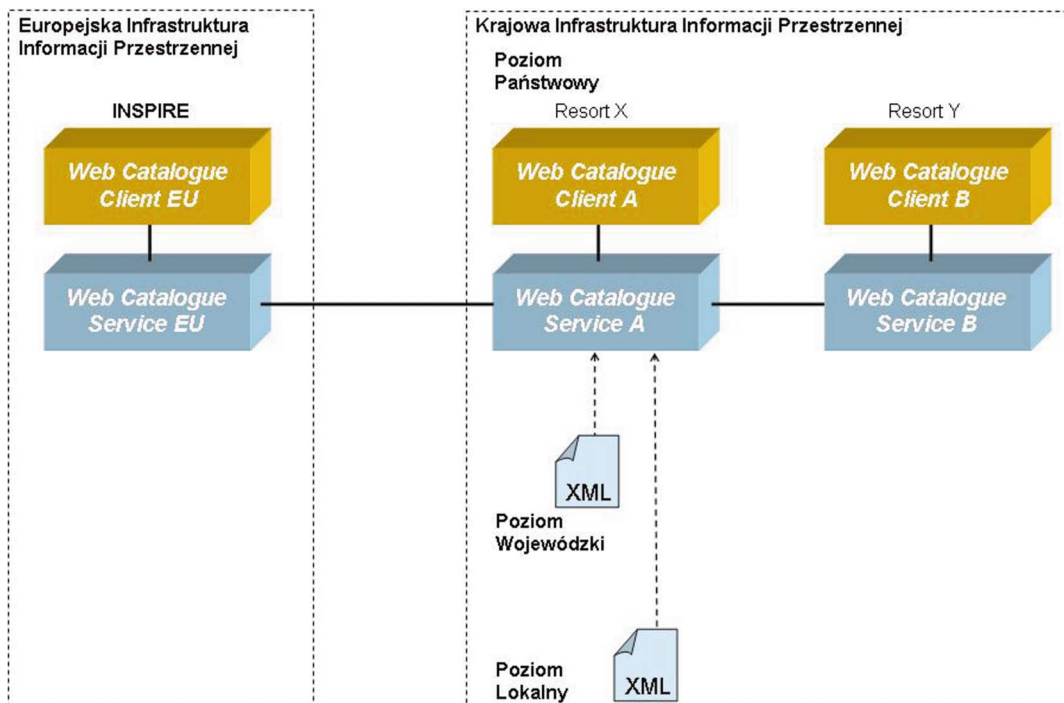 Europejska Infrastruktura
Informacji Przestrzennej
INSPIRE
Web Catalogue
Client EU
Web Catalogue
Service EU
Krajowa Infrastruktura Informacji Przestrzennej
Poziom
Państwowy
Resort X
Resort Y
Web Catalogue
Client A
Web Catalogue
Client B
Web Catalogue
Service A
Web Catalogue
Service B
XML
Poziom
Wojewódzki
XML
Poziom
Lokalny